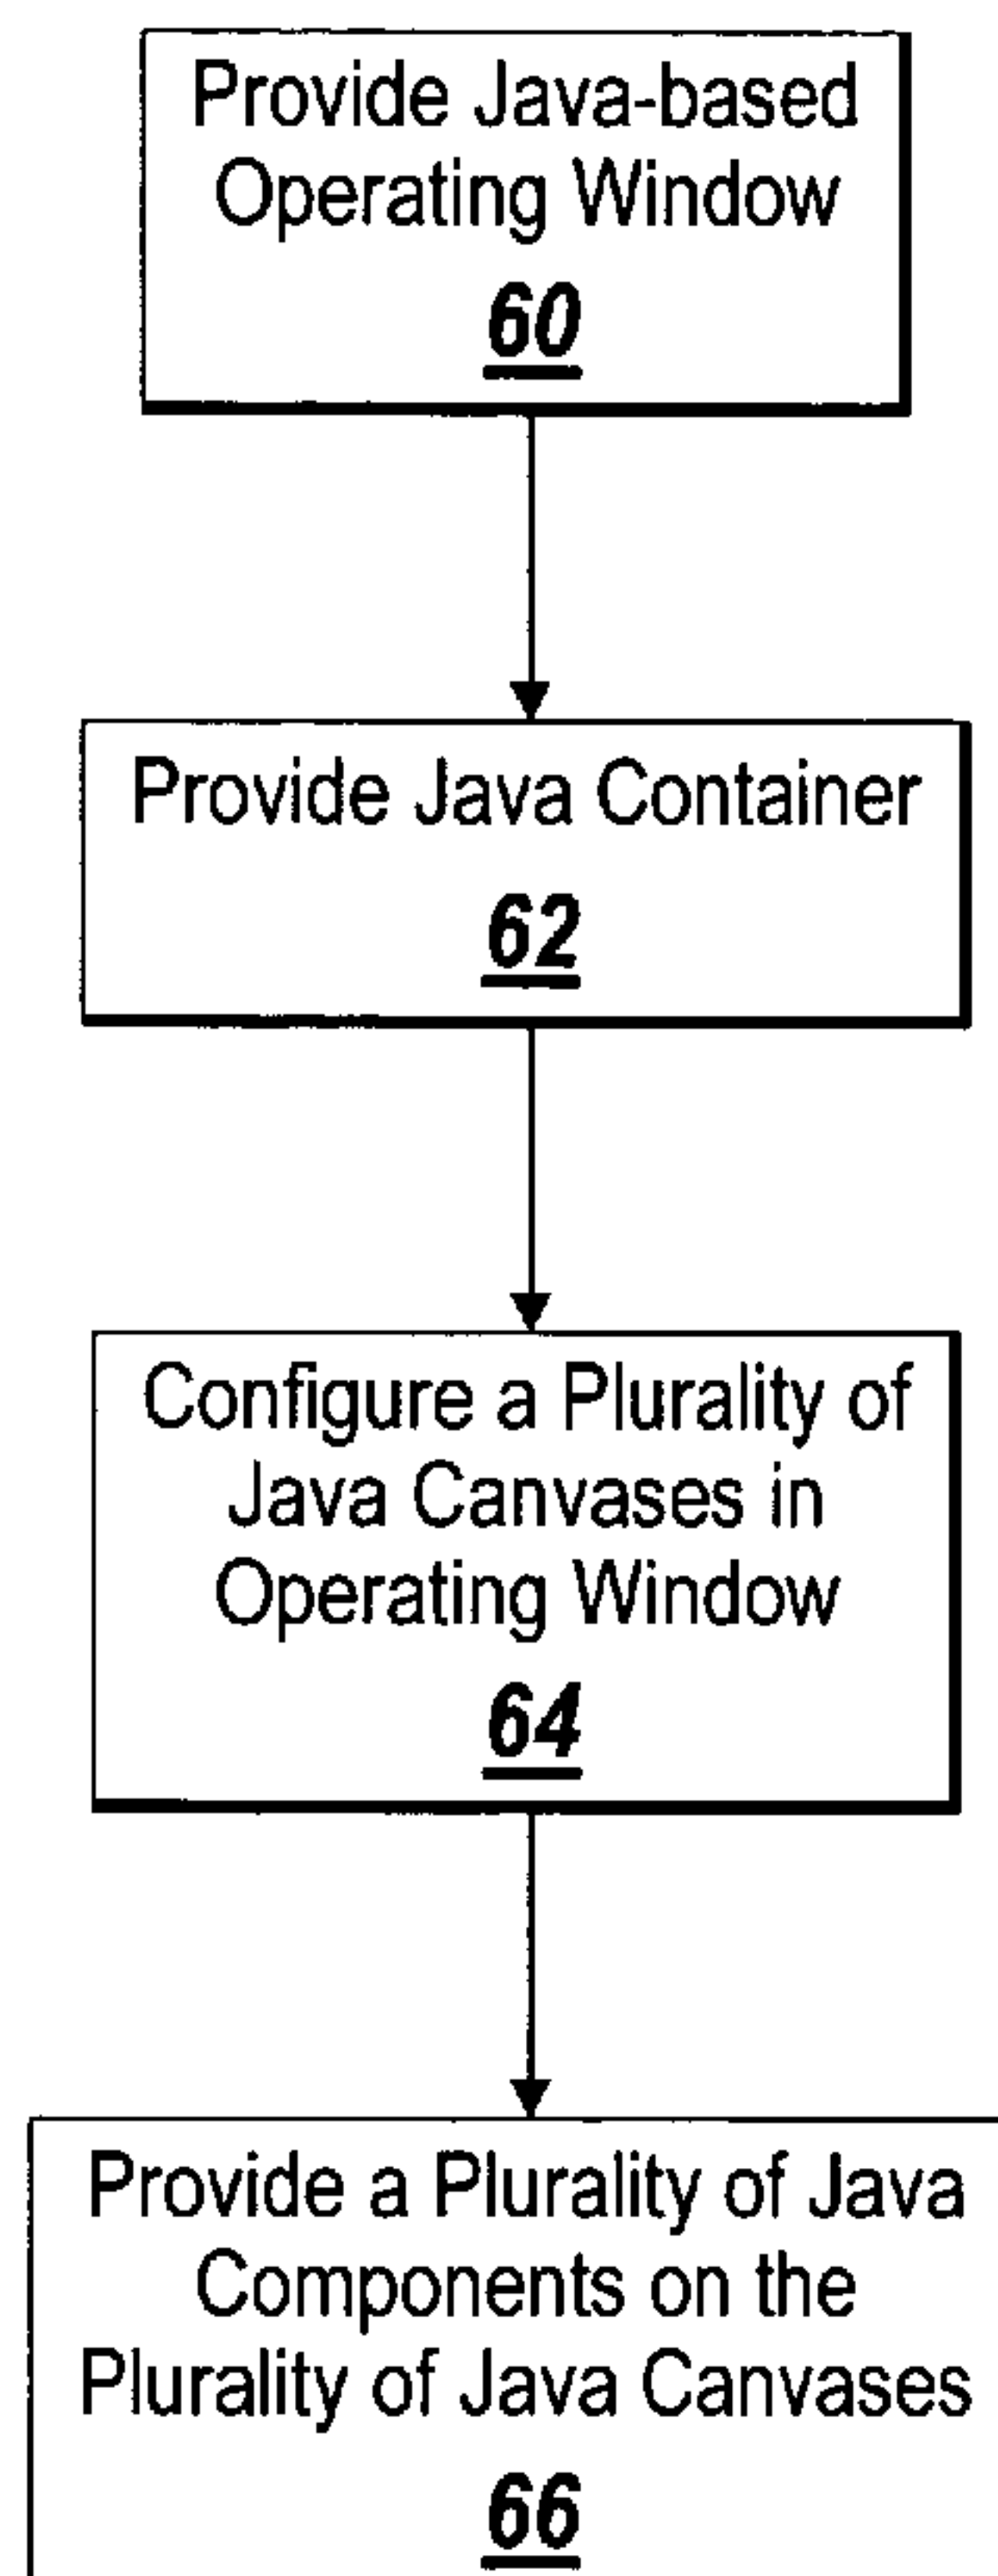 Provide Java-based
Operating Window
60
Provide Java Container
62
Configure a Plurality of
Java Canvases in
Operating Window
64
Provide a Plurality of Java
Components on the
Plurality of Java Canvases
66